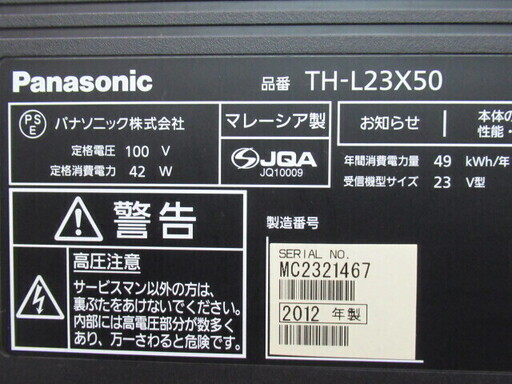 Panasonic
品番 TH-L23X50
PS
E
パナソニック株式会社
マレーシア製
お知らせ
本体の
性能・
定格電圧 100 V
定格消費電力 42 W
JQA
JQ10009
年間消費電力量 49 kWh/年
受信機型サイズ 23 V型
警告
高圧注意
サービスマン以外の方は、
裏ぶたをあけないでください。
内部には高電圧部分が数多く
あり、万一さわると危険です。
製造番号
SERIAL NO.
MC2321467
2012 年製